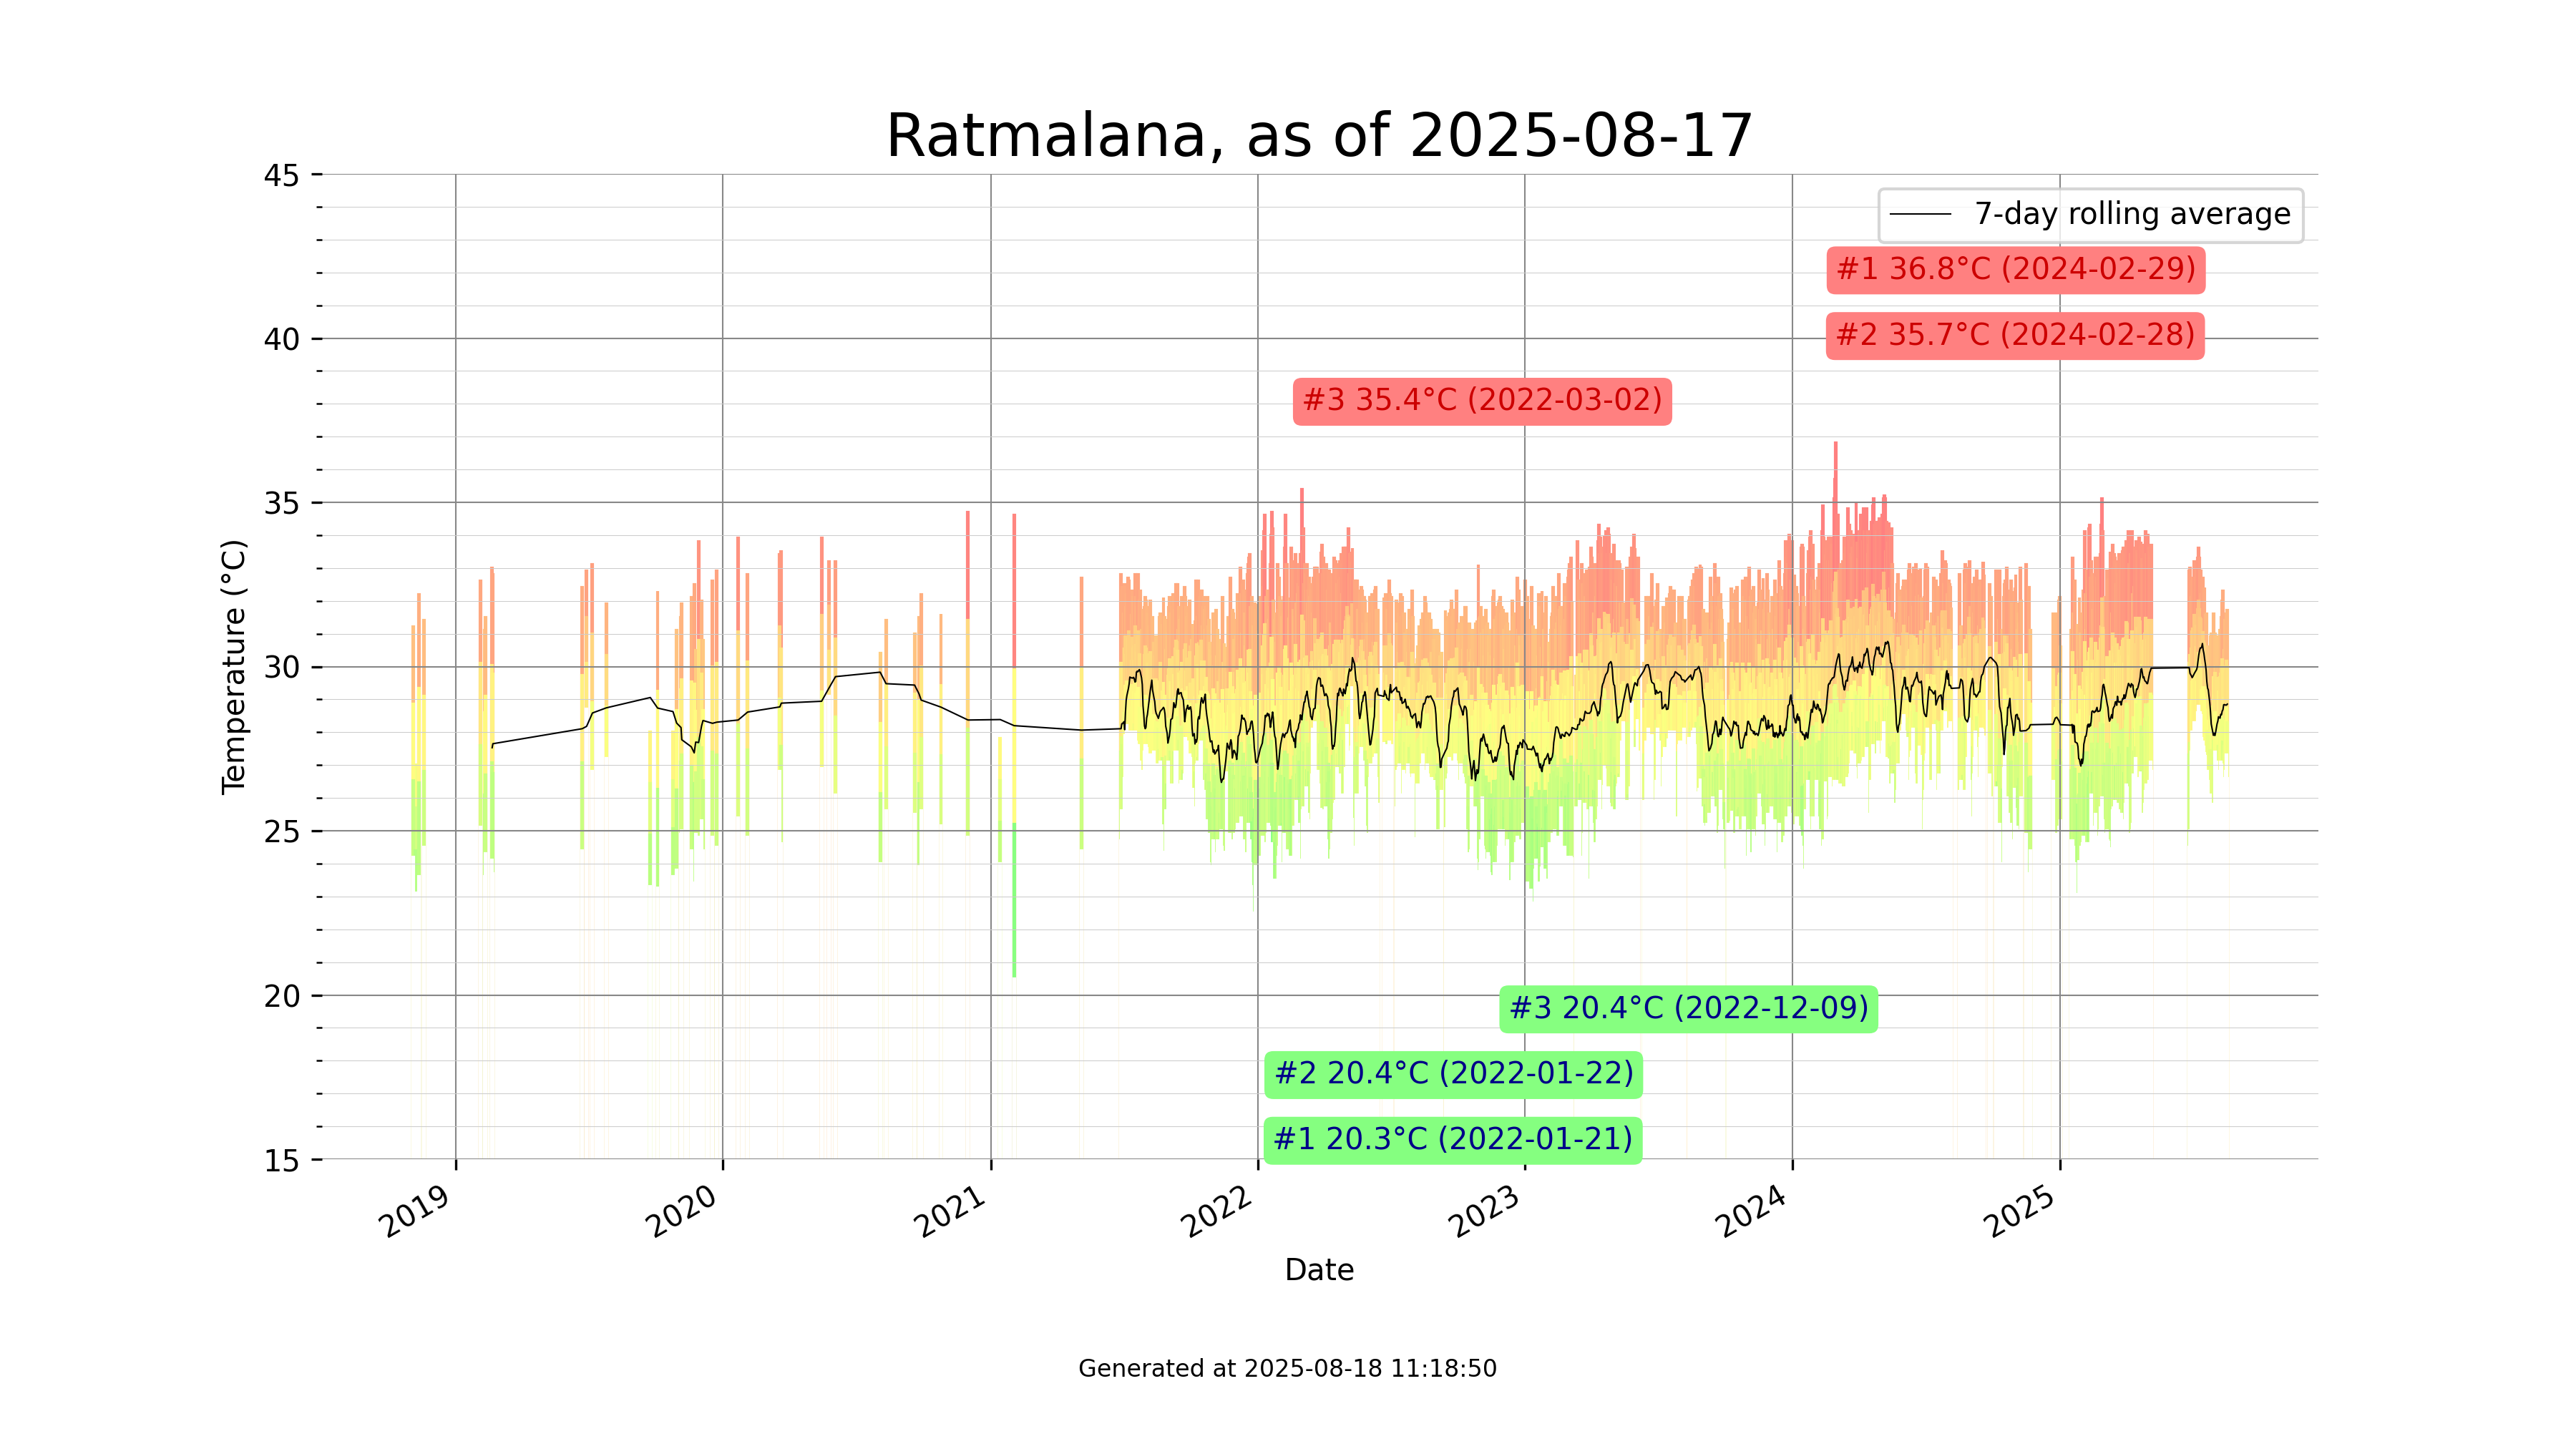 Ratmalana, as of 2025-08-17
45
40
35
30
25
20
15
Temperature (°C)
7-day rolling average
#1 36.8°C (2024-02-29)
#2 35.7°C (2024-02-28)
#3 35.4°C (2022-03-02)
#3 20.4°C (2022-12-09)
#2 20.4°C (2022-01-22)
#1 20.3°C (2022-01-21)
2019
2020
2021
2022
2023
2024
2025
Date
Generated at 2025-08-18 11:18:50